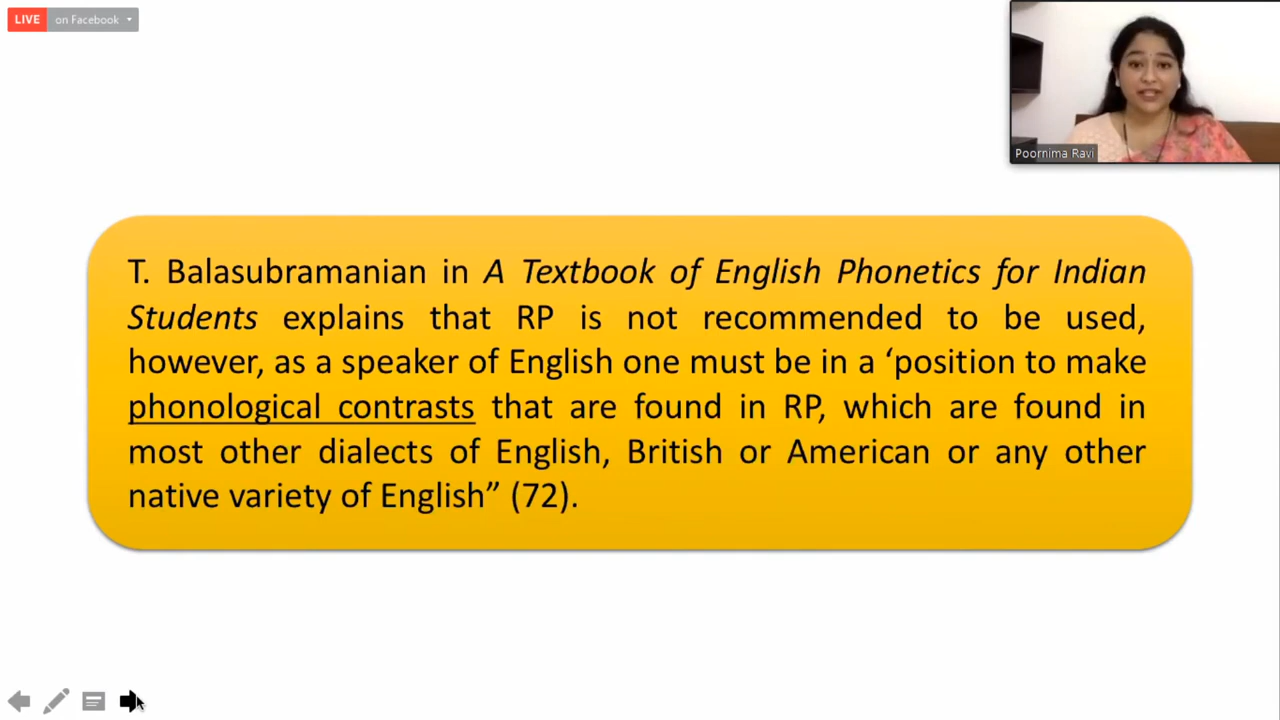 LIVE on Facebook
Poornima Ravi
T. Balasubramanian in A Textbook of English Phonetics for Indian
Students explains that RP is not recommended to be used,
however, as a speaker of English one must be in a ‘position to make
phonological contrasts that are found in RP, which are found in
most other dialects of English, British or American or any other
native variety of English” (72).